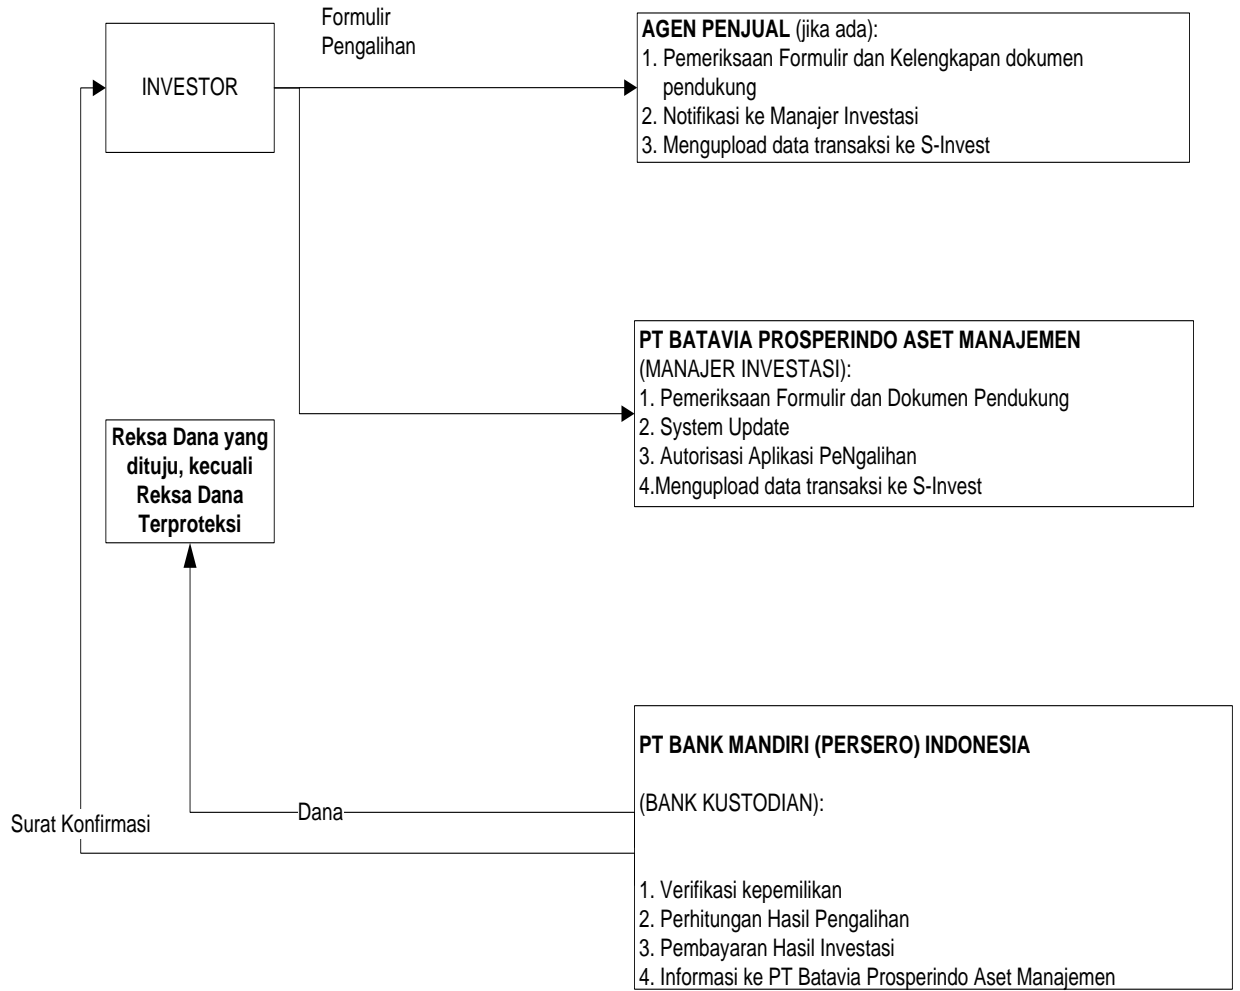 Formulir
Pengalihan
INVESTOR
AGEN PENJUAL (jika ada):
1. Pemeriksaan Formulir dan Kelengkapan dokumen
pendukung
2. Notifikasi ke Manajer Investasi
3. Mengupload data transaksi ke S-Invest
PT BATAVIA PROSPERINDO ASET MANAJEMEN
(MANAJER INVESTASI):
1. Pemeriksaan Formulir dan Dokumen Pendukung
2. System Update
3. Autorisasi Aplikasi PeNgalihan
4.Mengupload data transaksi ke S-Invest
Reksa Dana yang
dituju, kecuali
Reksa Dana
Terproteksi
Dana
Surat Konfirmasi
PT BANK MANDIRI (PERSERO) INDONESIA
(BANK KUSTODIAN):
1. Verifikasi kepemilikan
2. Perhitungan Hasil Pengalihan
3. Pembayaran Hasil Investasi
4. Informasi ke PT Batavia Prosperindo Aset Manajemen